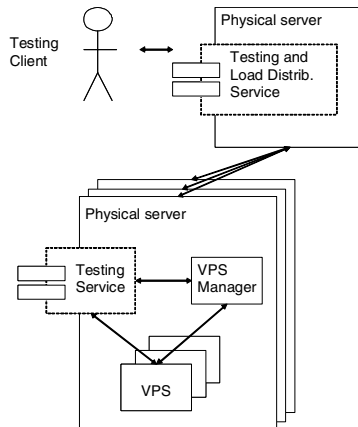 Physical server
Testing
Client
Testing and
Load Distrib.
Service
Physical server
Testing
Service
VPS
Manager
VPS